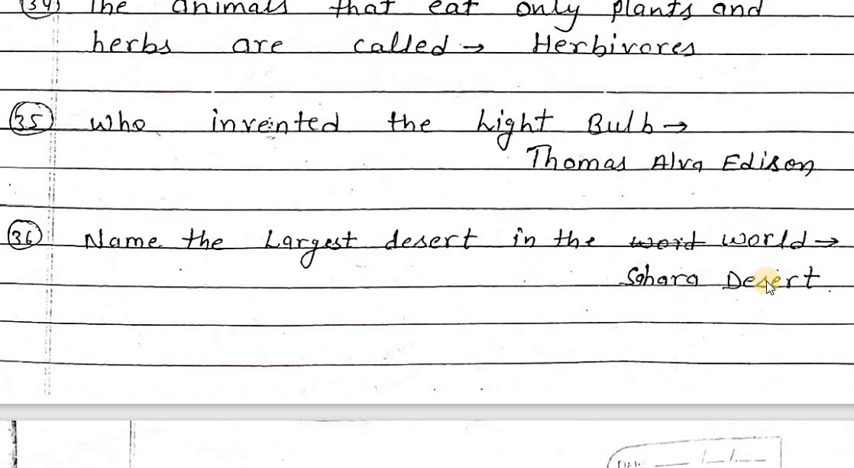 (34) The animals that eat only plants and
herbs are called → Herbivores
(35) Who invented the Light Bulb →
Thomas Alva Edison
(36) Name the Largest desert in the word world →
Sahara Desert